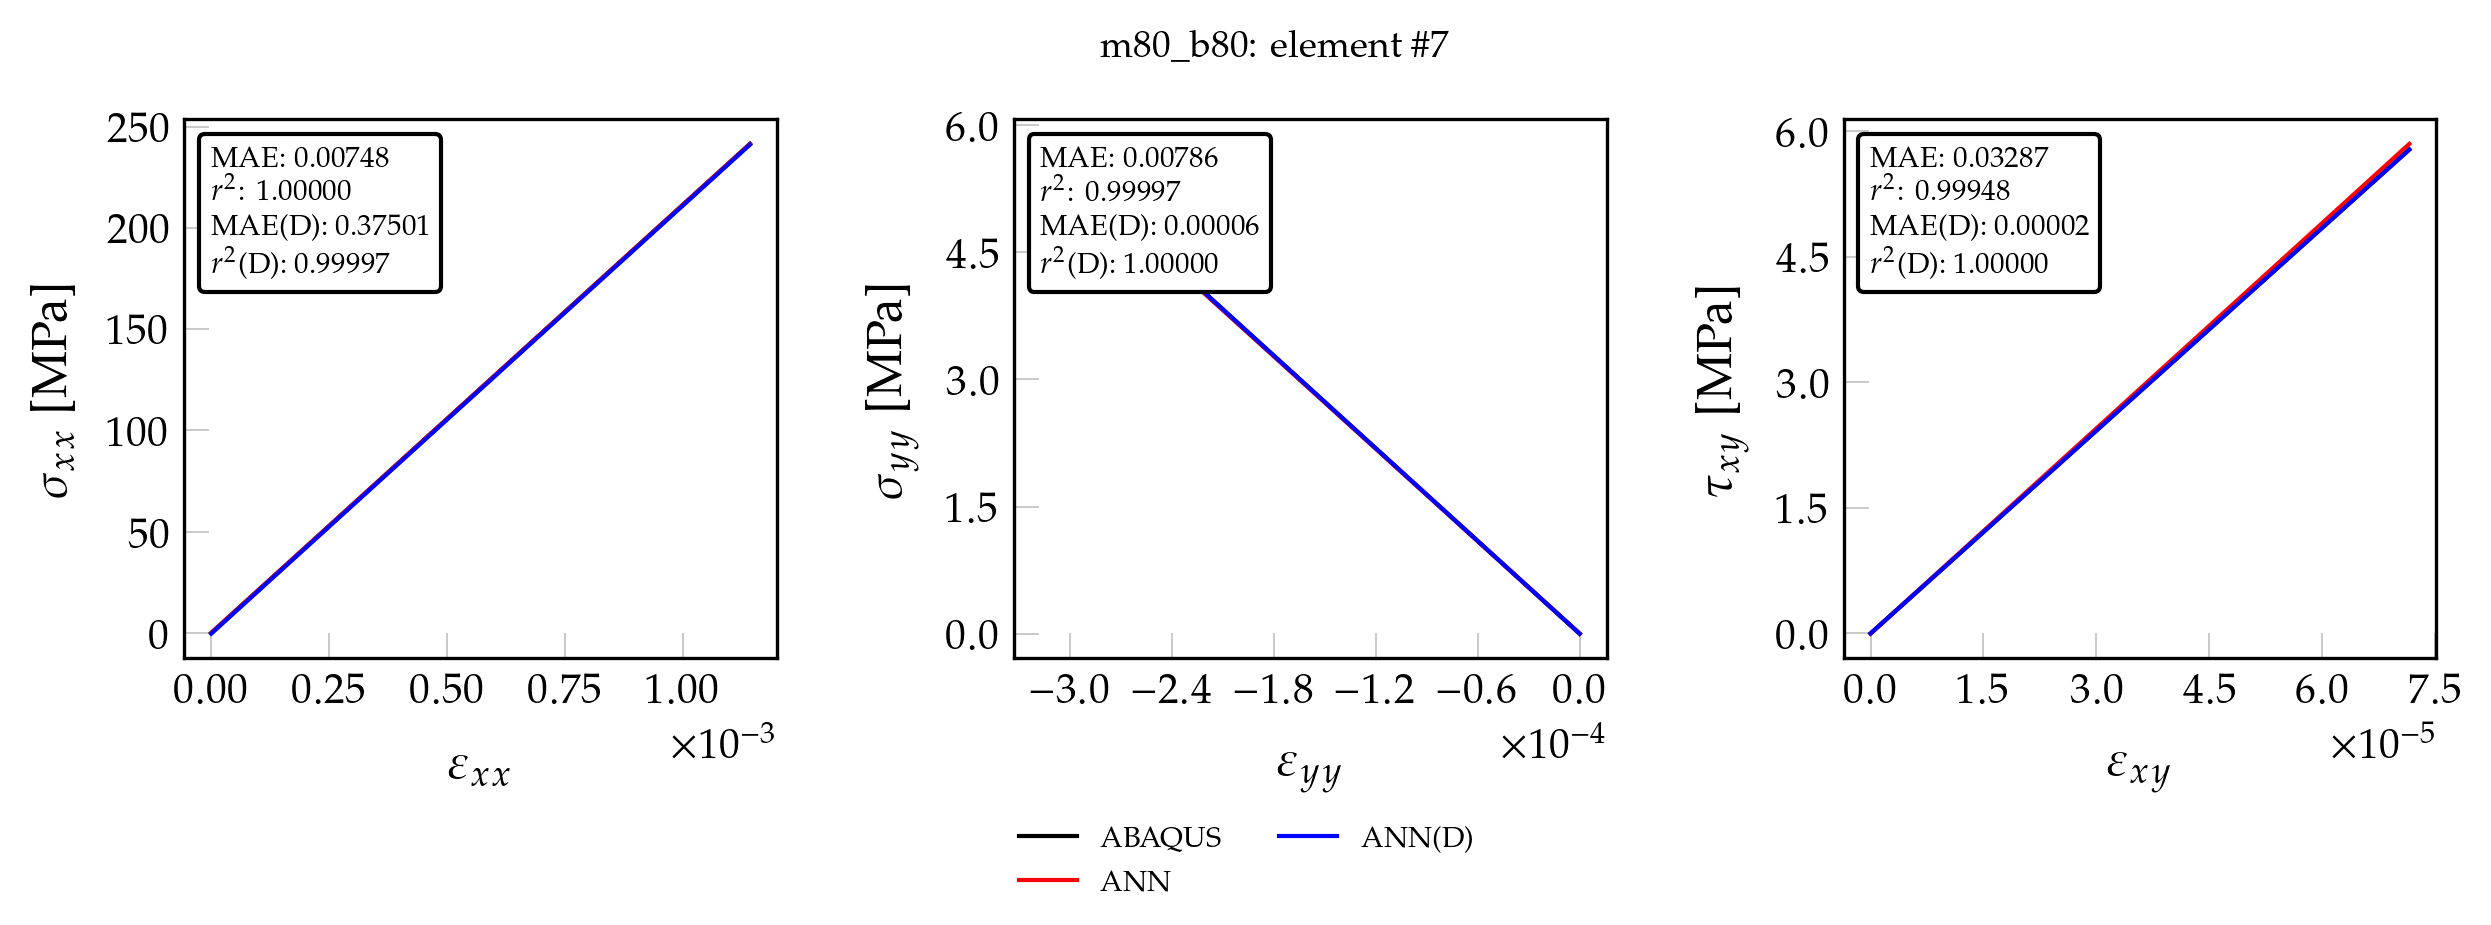 m80_b80: element #7
250
200
150
100
50
0
σxx [MPa]
MAE: 0.00748
r²: 1.00000
MAE(D): 0.37501
r²(D): 0.99997
0.00 0.25 0.50 0.75 1.00
×10⁻³
εxx
6.0
4.5
3.0
1.5
0.0
σyy [MPa]
MAE: 0.00786
r²: 0.99997
MAE(D): 0.00006
r²(D): 1.00000
−3.0 −2.4 −1.8 −1.2 −0.6 0.0
×10⁻⁴
εyy
6.0
4.5
3.0
1.5
0.0
τxy [MPa]
MAE: 0.03287
r²: 0.99948
MAE(D): 0.00002
r²(D): 1.00000
0.0 1.5 3.0 4.5 6.0 7.5
×10⁻⁵
εxy
ABAQUS ANN(D)
ANN